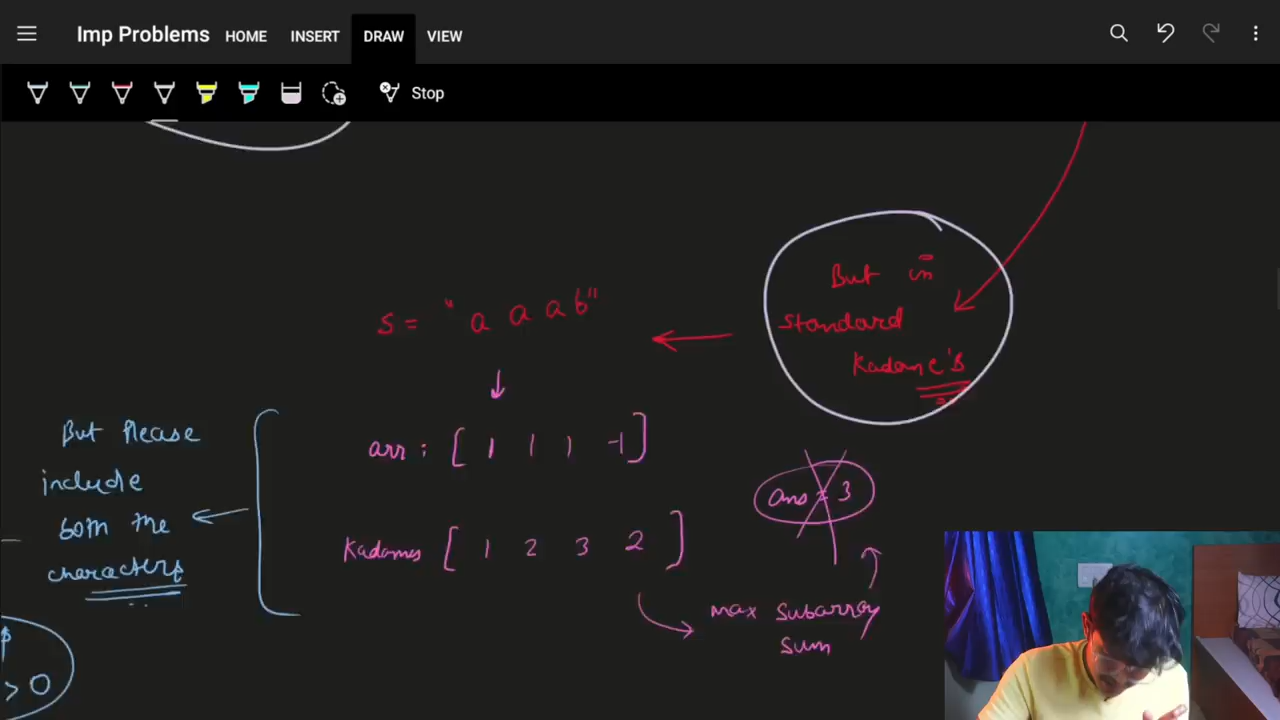 Imp Problems HOME INSERT DRAW VIEW
Stop
But in
standard
Kadane's
s = "a a a b"
But Please
include
both the
characters
arr : [ 1 1 1 -1 ]
ans = 3
Kadanes [ 1 2 3 2 ]
max subarray
sum
> 0